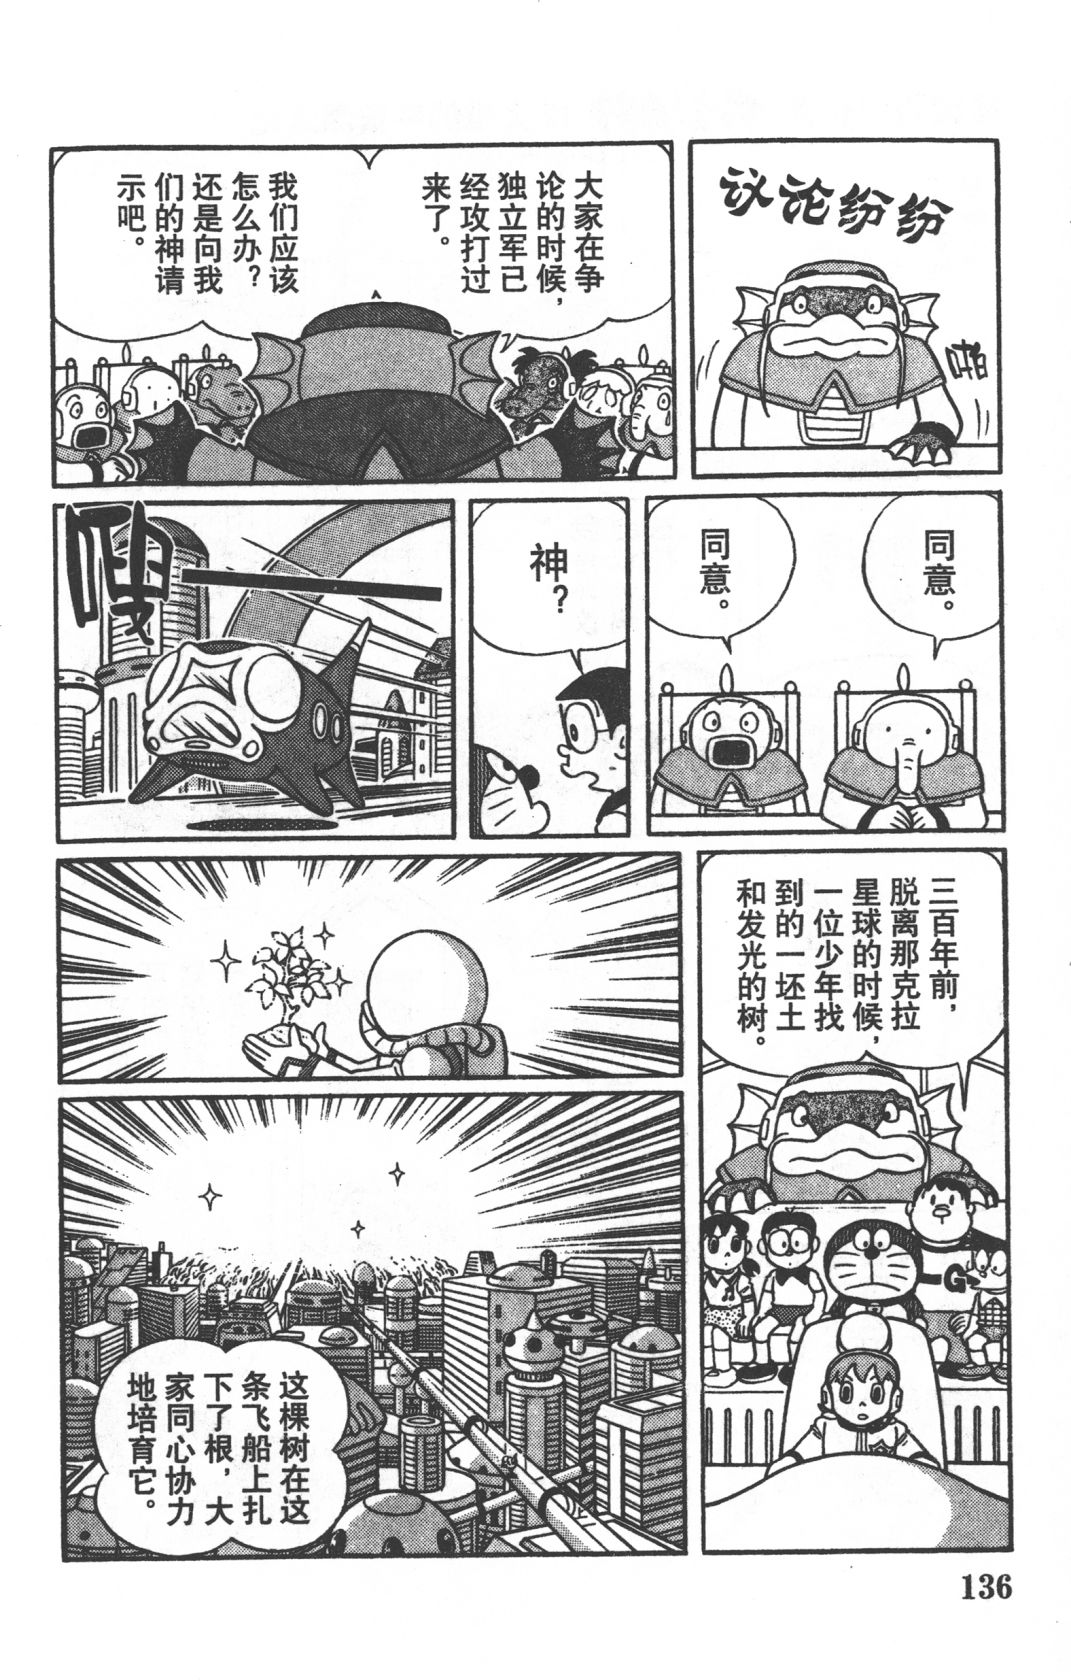 议论纷纷
啪
大家在争
论的时候，
独立军已
经攻打过
来了。
我们应该
怎么办？
还是向我
们的神请
示吧。
同意。
同意。
神？
嗖
三百年前，
脱离那克拉
星球的时候，
一位少年找
到的一坯土
和发光的树。
这棵树在这
条飞船上扎
下了根，大
家同心协力
地培育它。
G
136